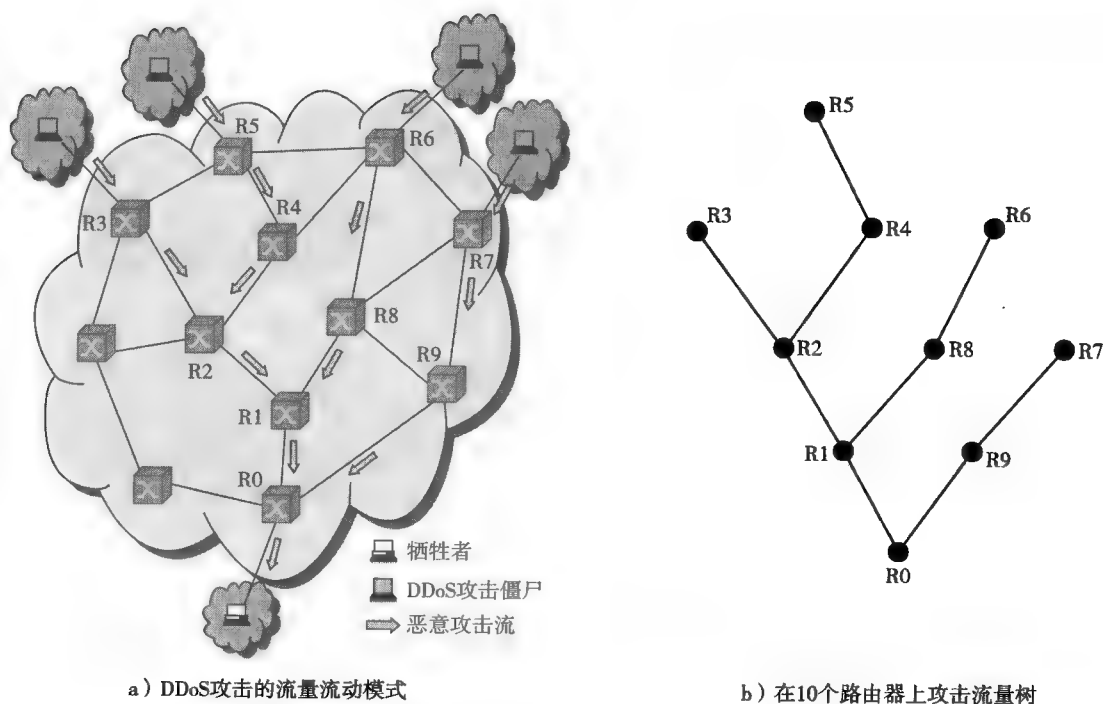 R5
R6
R3
R4
R7
R8
R2
R9
R1
R0
牺牲者
DDoS攻击僵尸
恶意攻击流
a）DDoS攻击的流量流动模式
R5
R3
R4
R6
R2
R8
R7
R1
R9
R0
b）在10个路由器上攻击流量树